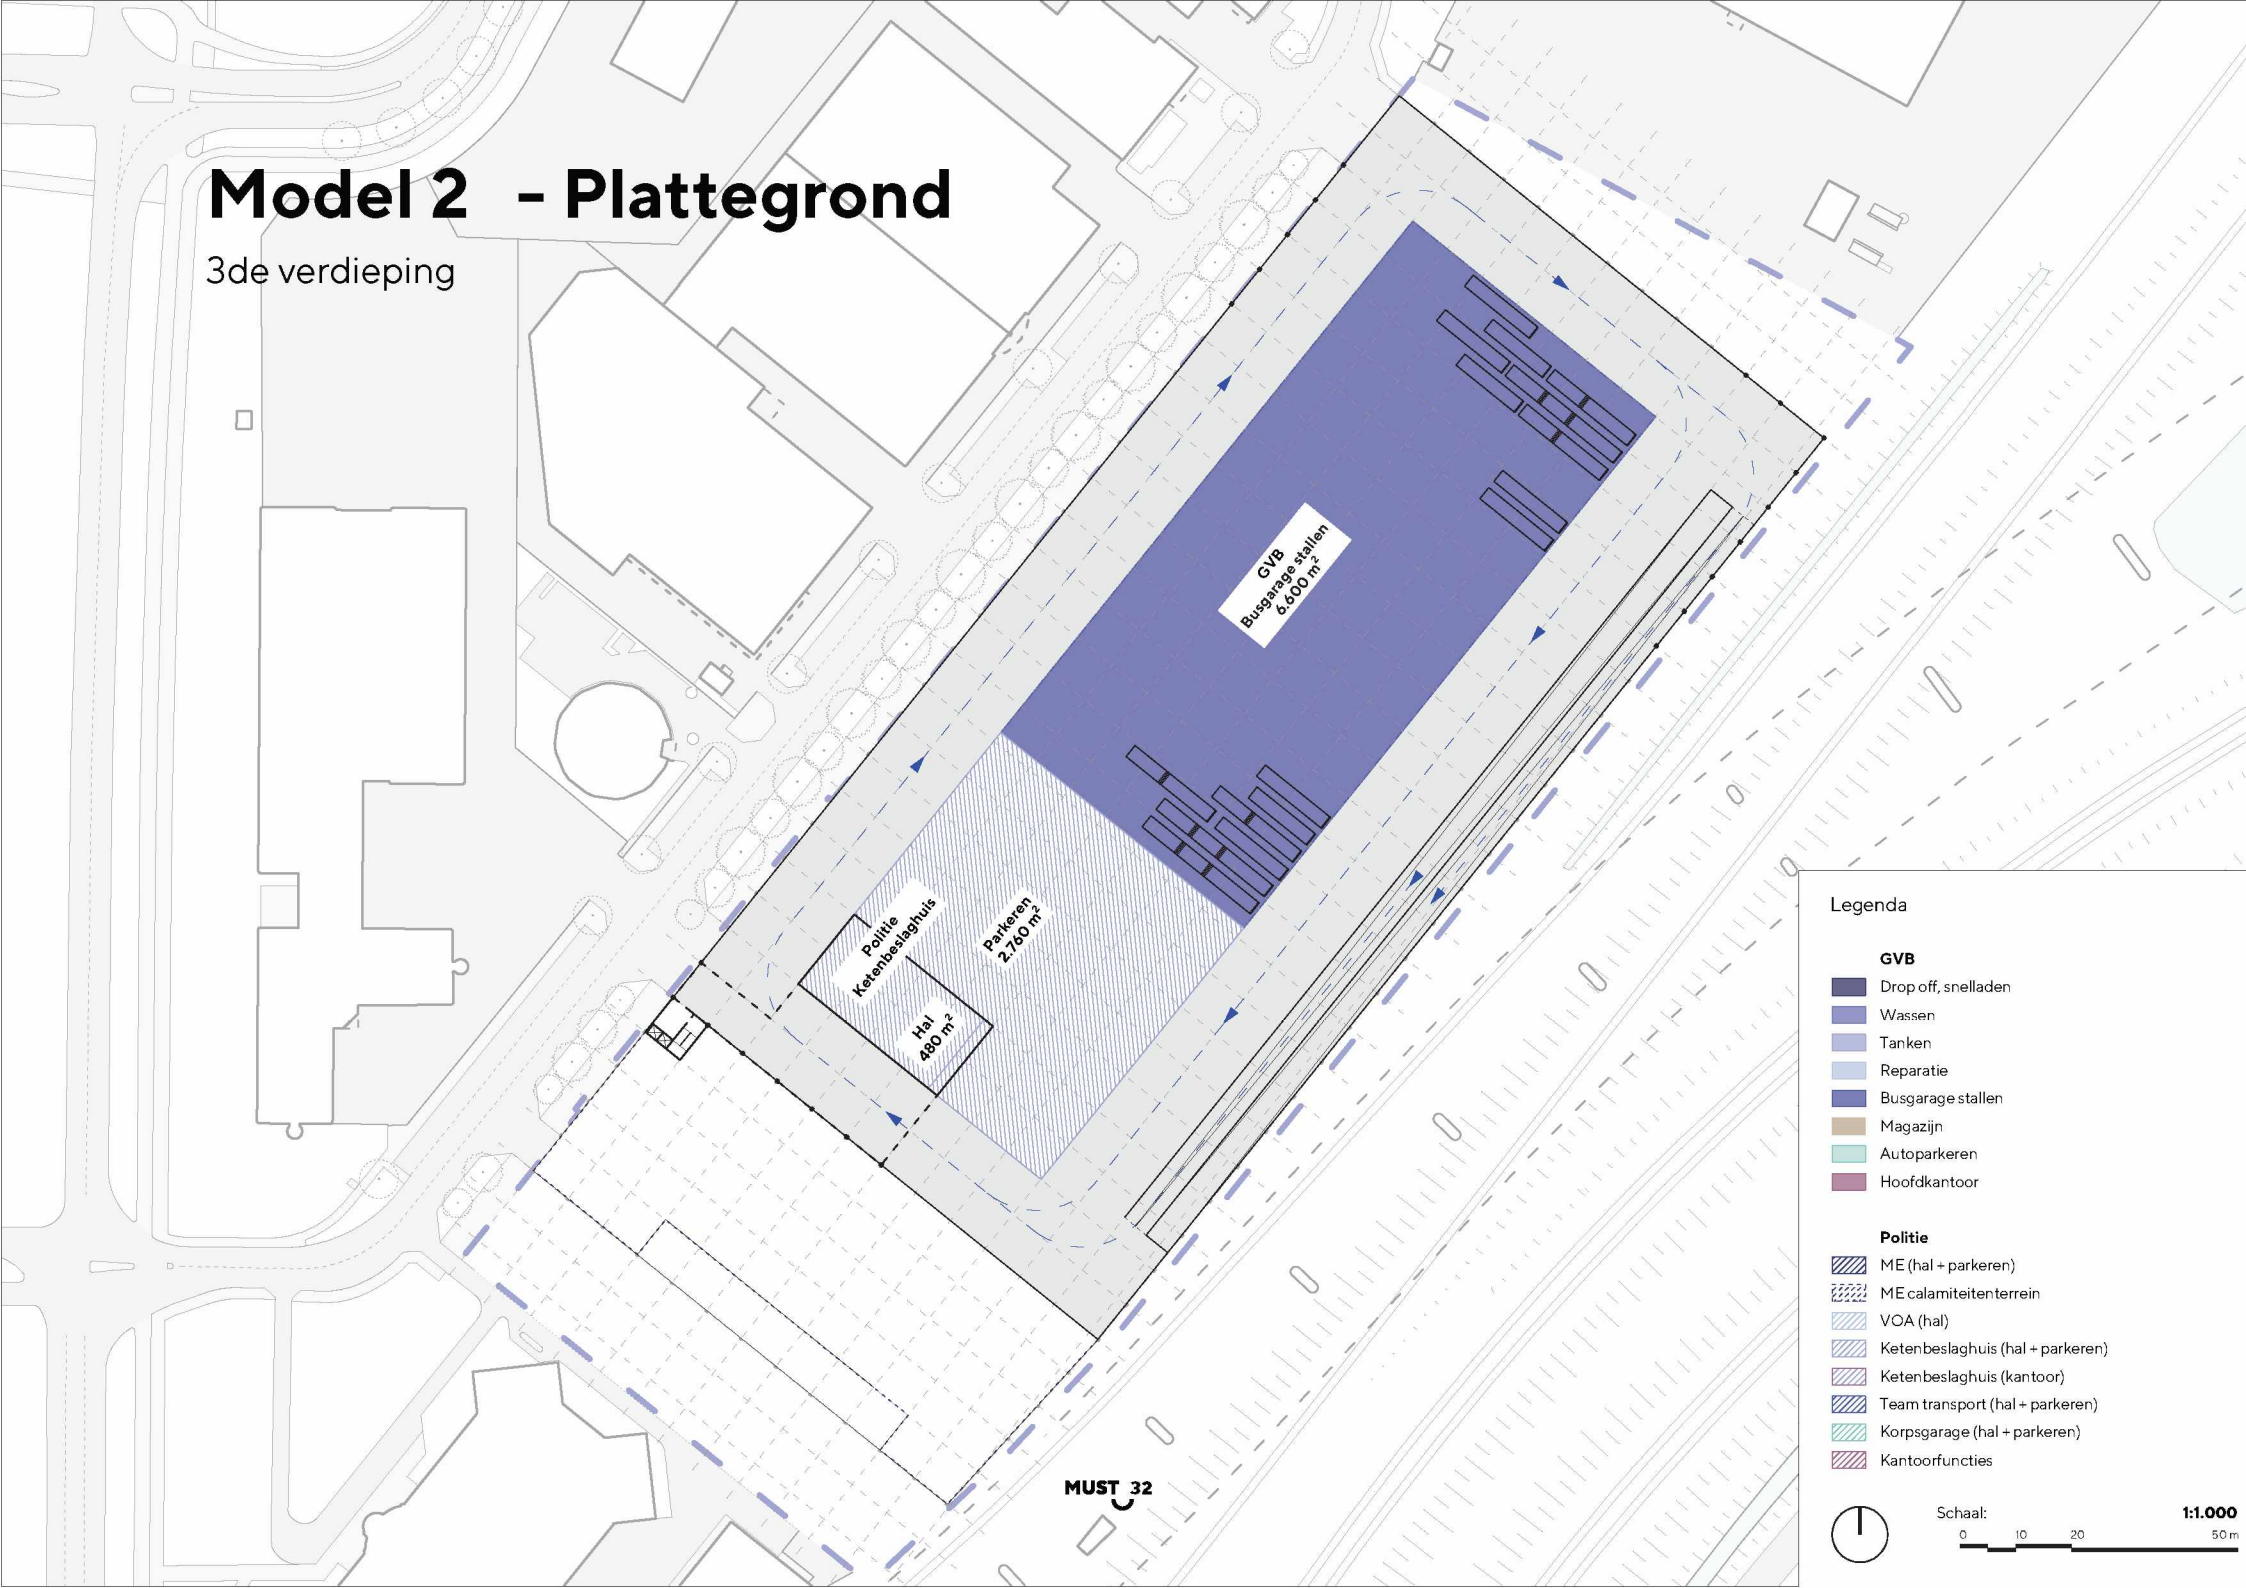 Model 2 - Plattegrond
3de verdieping
GVB
Busgarage stallen
6.600 m²
Politie
Ketenbeslaghuis
Parkeren
2.760 m²
Hal
480 m²
MUST 32
Legenda
GVB
Drop off, snelladen
Wassen
Tanken
Reparatie
Busgarage stallen
Magazijn
Autoparkeren
Hoofdkantoor
Politie
ME (hal + parkeren)
ME calamiteitenterrein
VOA (hal)
Ketenbeslaghuis (hal + parkeren)
Ketenbeslaghuis (kantoor)
Team transport (hal + parkeren)
Korpsgarage (hal + parkeren)
Kantoorfuncties
Schaal: 1:1.000
0 10 20 50 m